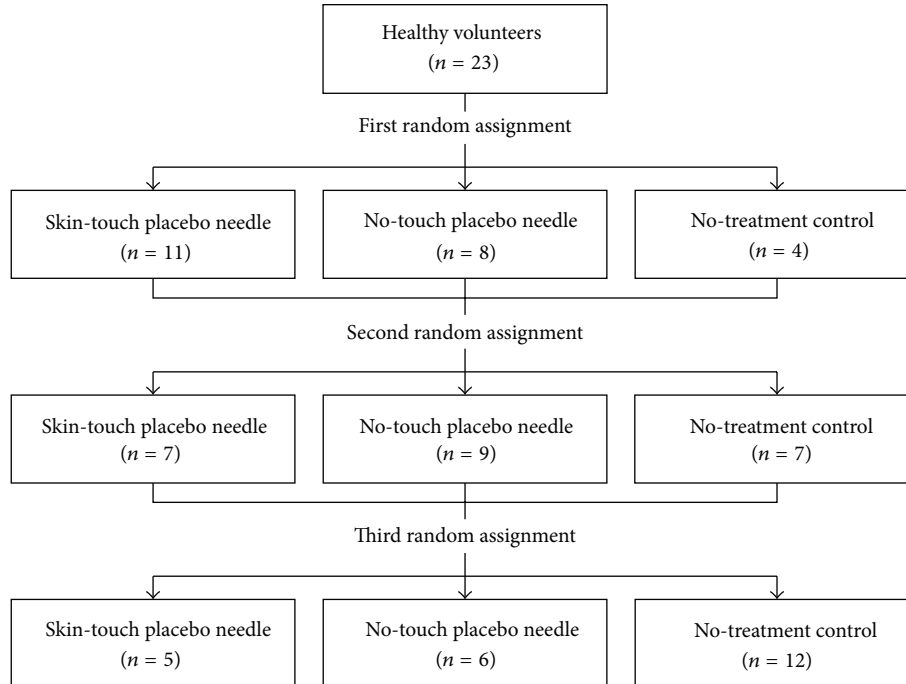 Healthy volunteers
(n = 23)
First random assignment
Skin-touch placebo needle
(n = 11)
No-touch placebo needle
(n = 8)
No-treatment control
(n = 4)
Second random assignment
Skin-touch placebo needle
(n = 7)
No-touch placebo needle
(n = 9)
No-treatment control
(n = 7)
Third random assignment
Skin-touch placebo needle
(n = 5)
No-touch placebo needle
(n = 6)
No-treatment control
(n = 12)